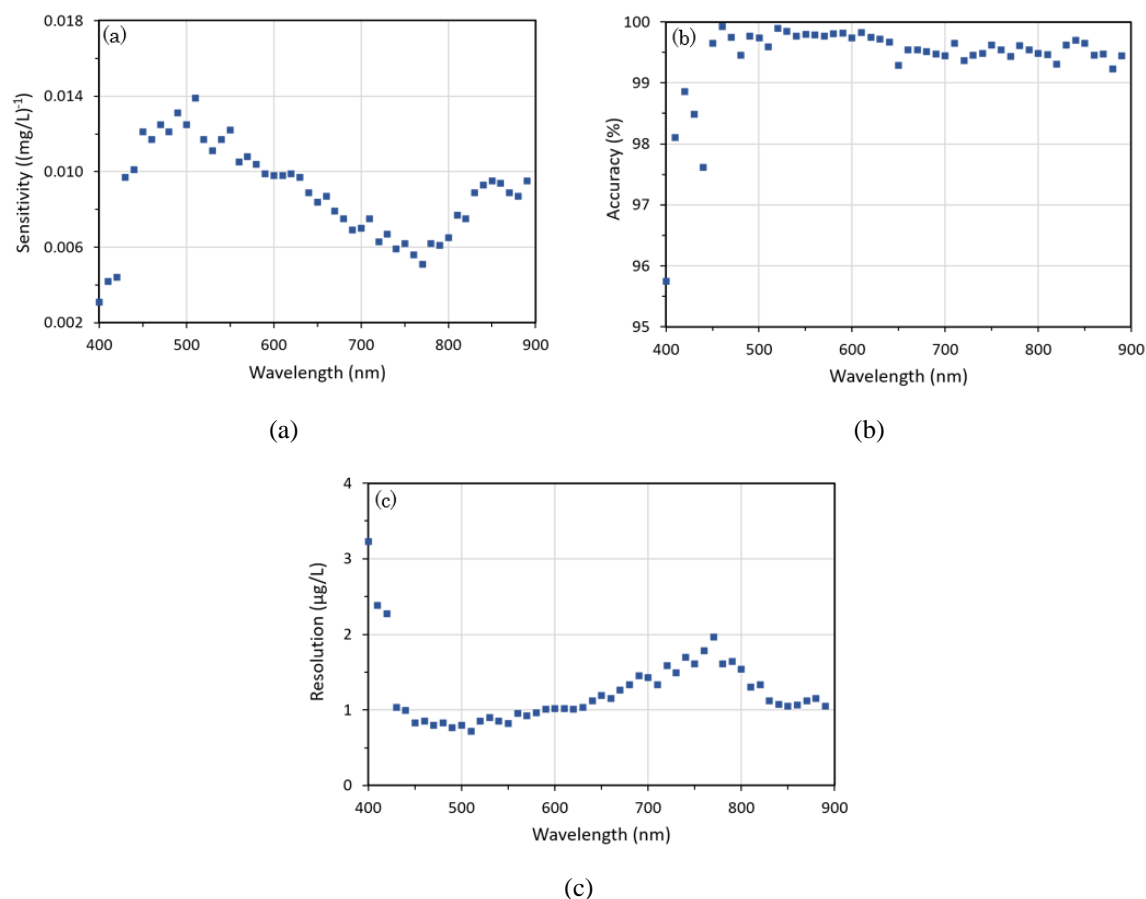 (a)
0.018
0.014
0.010
0.006
0.002
Sensitivity ((mg/L)⁻¹
400 500 600 700 800 900
Wavelength (nm)
(a)
(b)
100
99
98
97
96
95
Accuracy (%)
400 500 600 700 800 900
Wavelength (nm)
(b)
(c)
4
3
2
1
0
Resolution (µg/L)
400 500 600 700 800 900
Wavelength (nm)
(c)